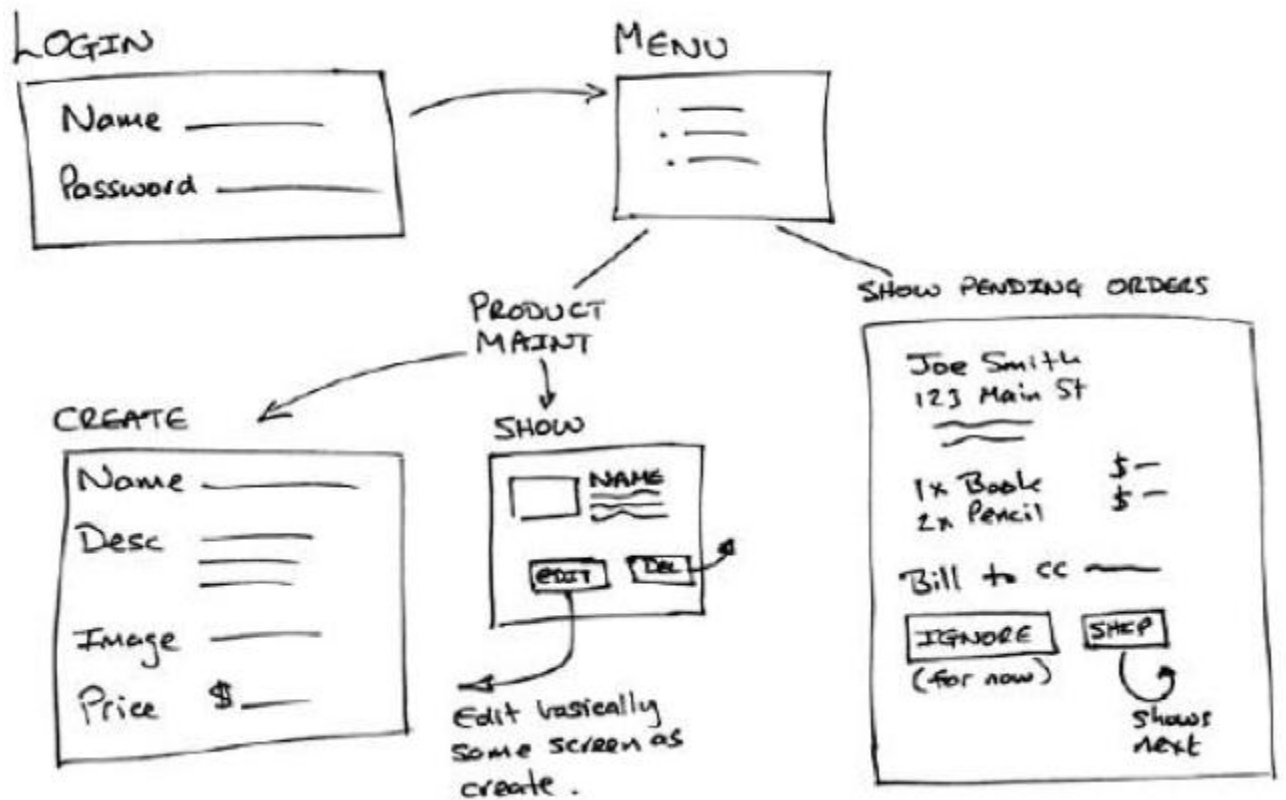 LOGIN
Name
Password
MENU
PRODUCT
MAINT
CREATE
Name
Desc
Image
Price $
SHOW
NAME
EDIT DEL
Edit basically
same screen as
create.
SHOW PENDING ORDERS
Joe Smith
123 Main St
1x Book $-
2x Pencil $-
Bill to cc
IGNORE SHIP
(for now)
shows
next